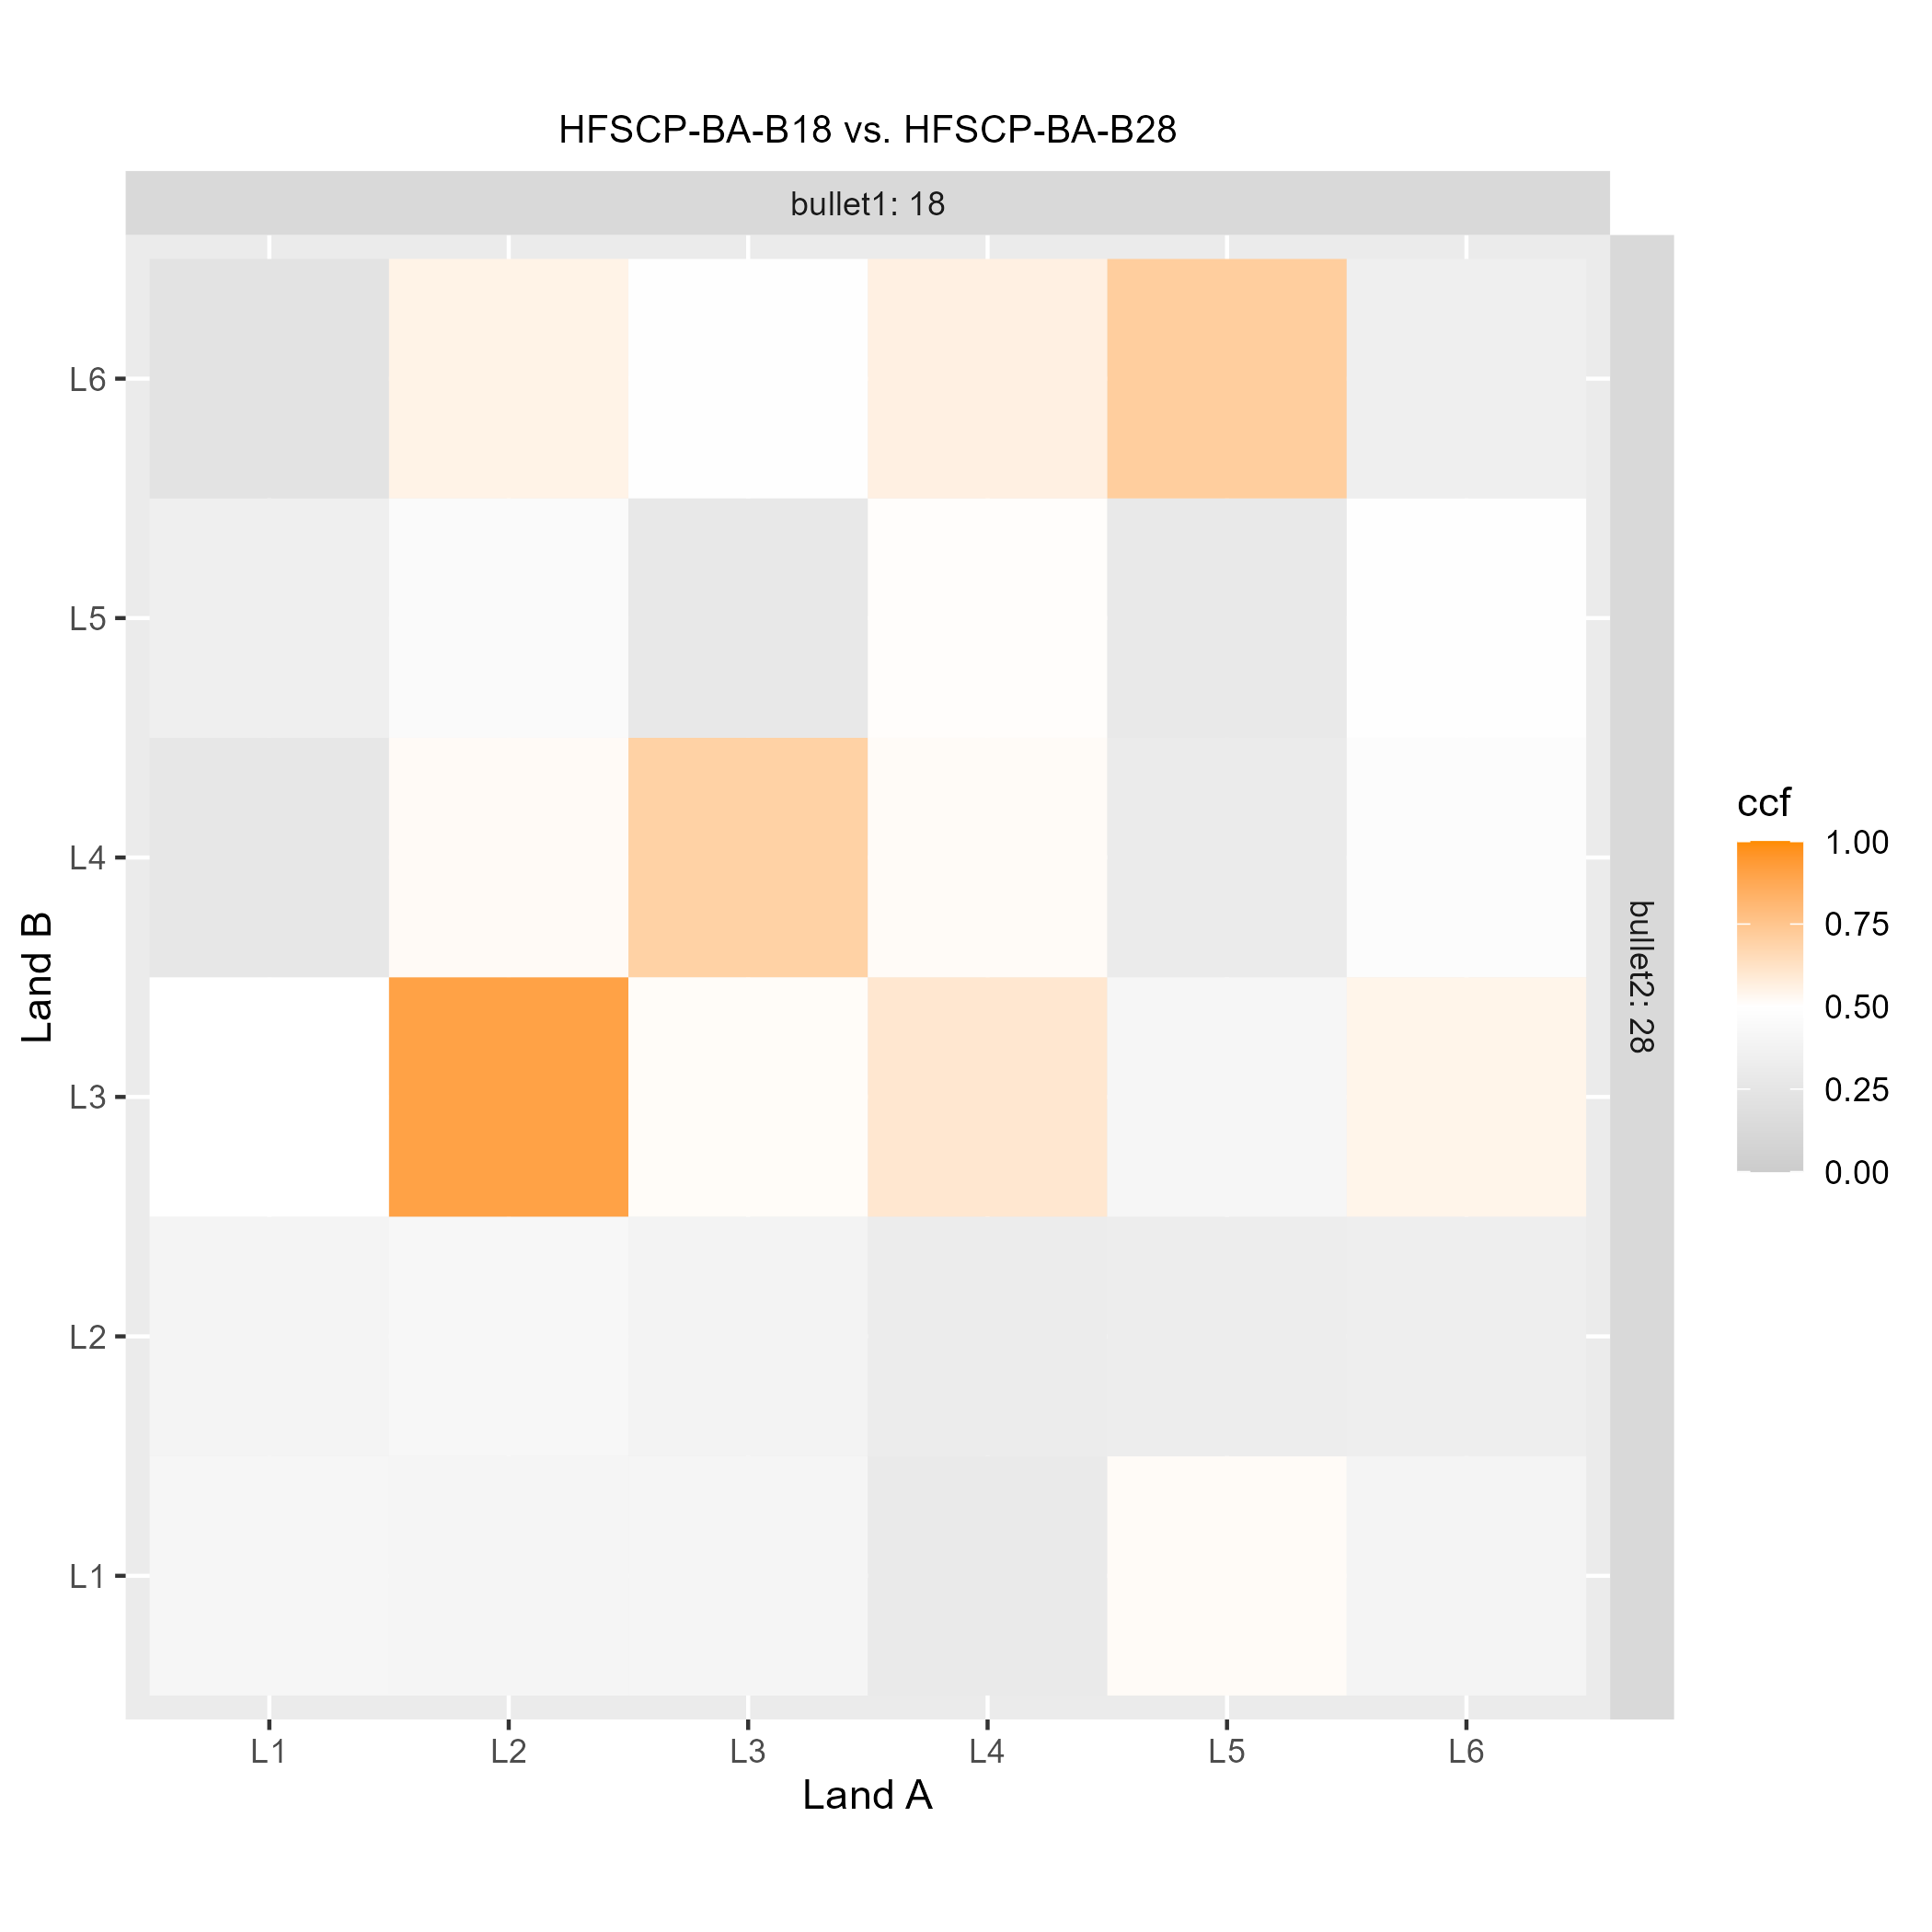 HFSCP-BA-B18 vs. HFSCP-BA-B28
bullet1: 18
L6
L5
L4
L3
L2
L1
Land B
bullet2: 28
L1 L2 L3 L4 L5 L6
Land A
ccf
1.00
0.75
0.50
0.25
0.00